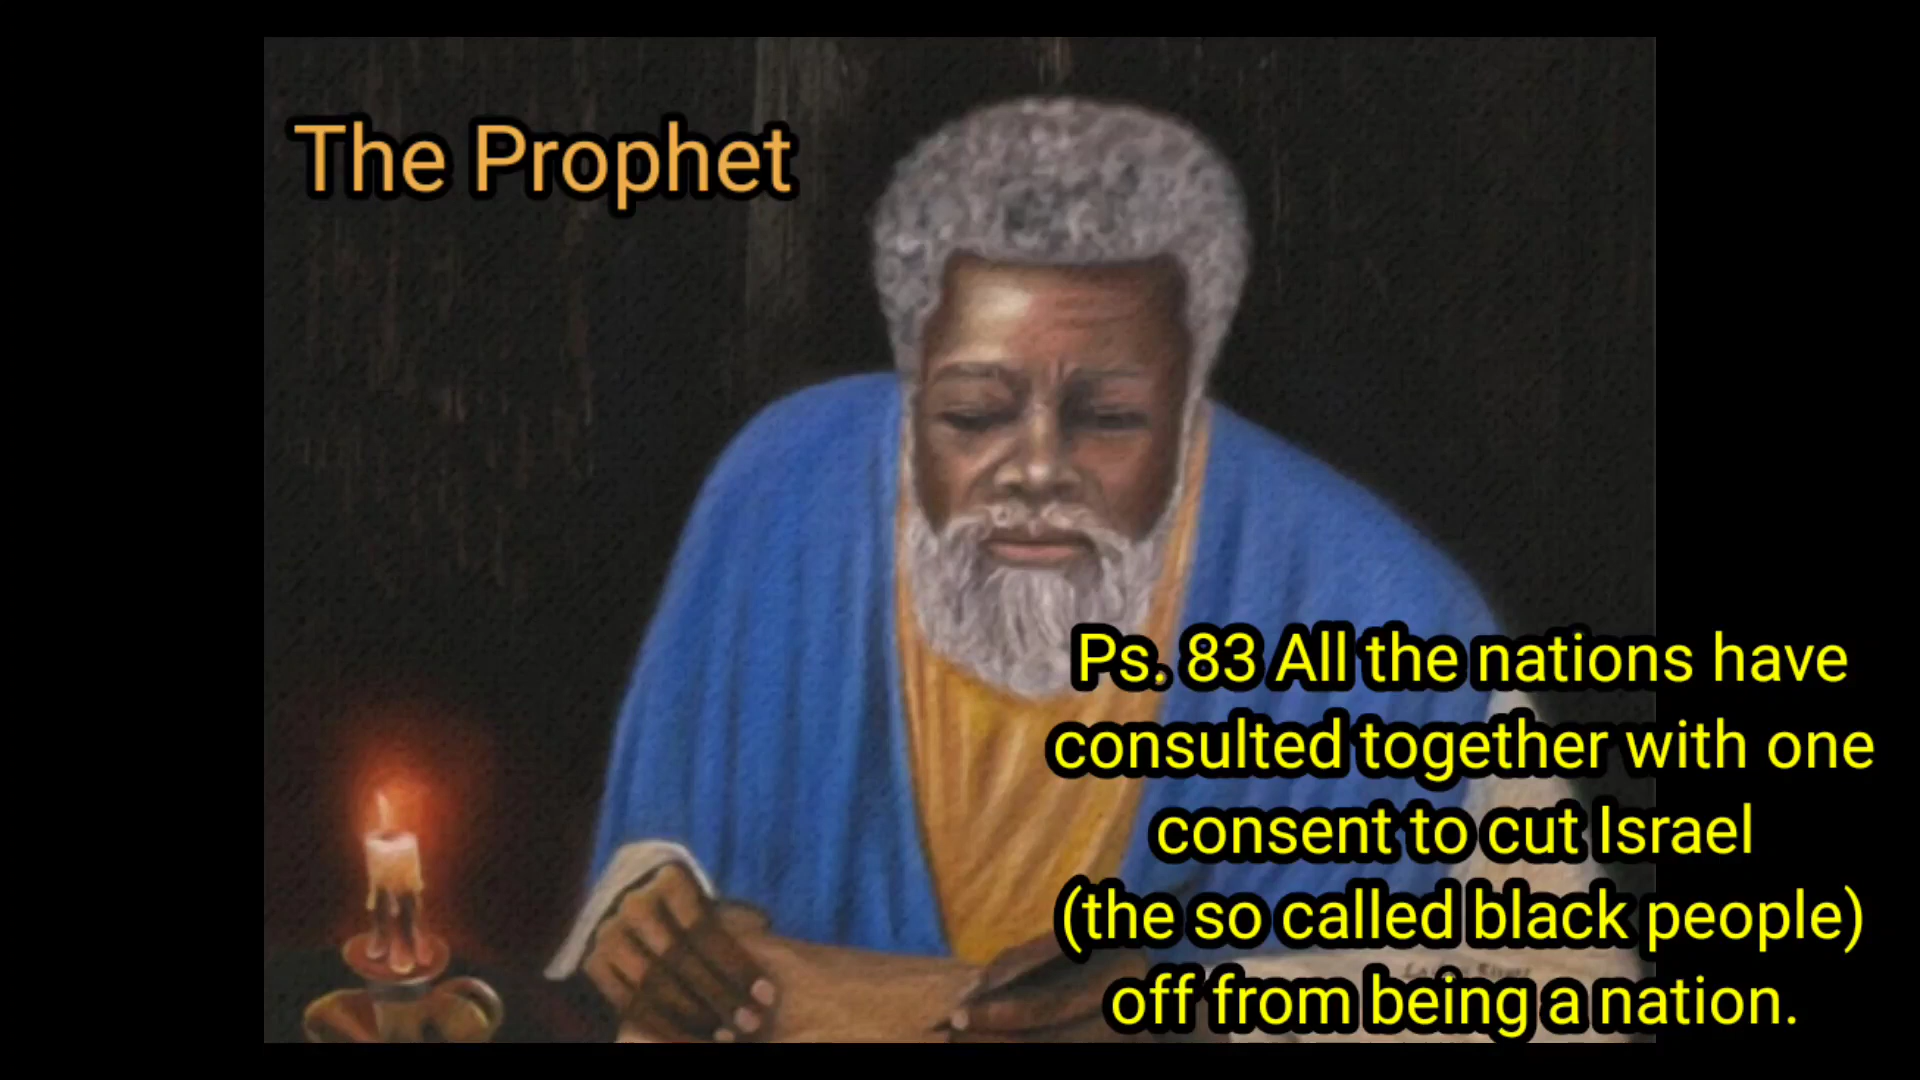 The Prophet
Ps. 83 All the nations have
consulted together with one
consent to cut Israel
(the so called black people)
off from being a nation.